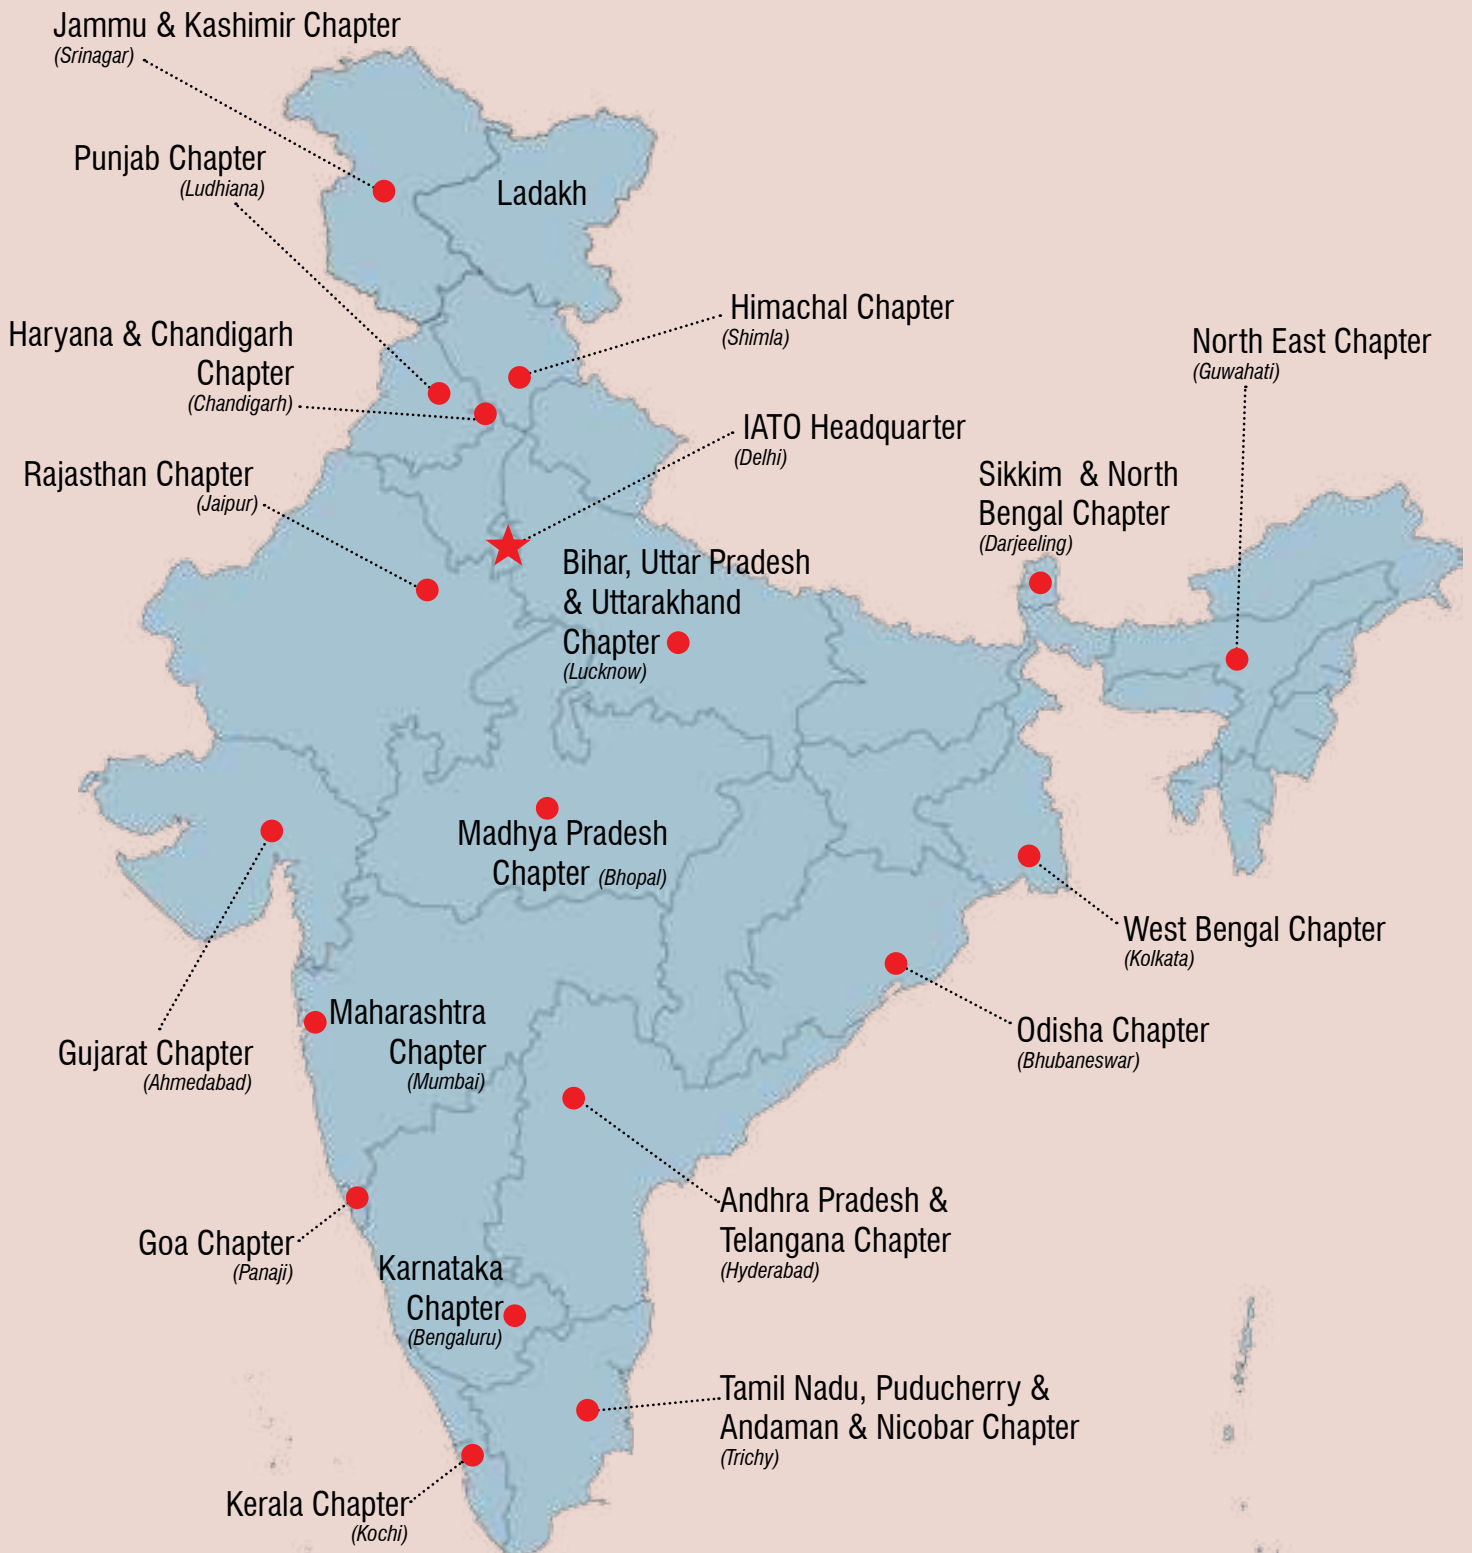 Jammu & Kashmir Chapter
(Srinagar)
Punjab Chapter
(Ludhiana)
Ladakh
Haryana & Chandigarh
Chapter
(Chandigarh)
Himachal Chapter
(Shimla)
North East Chapter
(Guwahati)
IATO Headquarter
(Delhi)
Rajasthan Chapter
(Jaipur)
Sikkim & North
Bengal Chapter
(Darjeeling)
Bihar, Uttar Pradesh
& Uttarakhand
Chapter
(Lucknow)
Madhya Pradesh
Chapter (Bhopal)
West Bengal Chapter
(Kolkata)
Maharashtra
Chapter
(Mumbai)
Gujarat Chapter
(Ahmedabad)
Odisha Chapter
(Bhubaneswar)
Andhra Pradesh &
Telangana Chapter
(Hyderabad)
Goa Chapter
(Panaji)
Karnataka
Chapter
(Bengaluru)
Tamil Nadu, Puducherry &
Andaman & Nicobar Chapter
(Trichy)
Kerala Chapter
(Kochi)